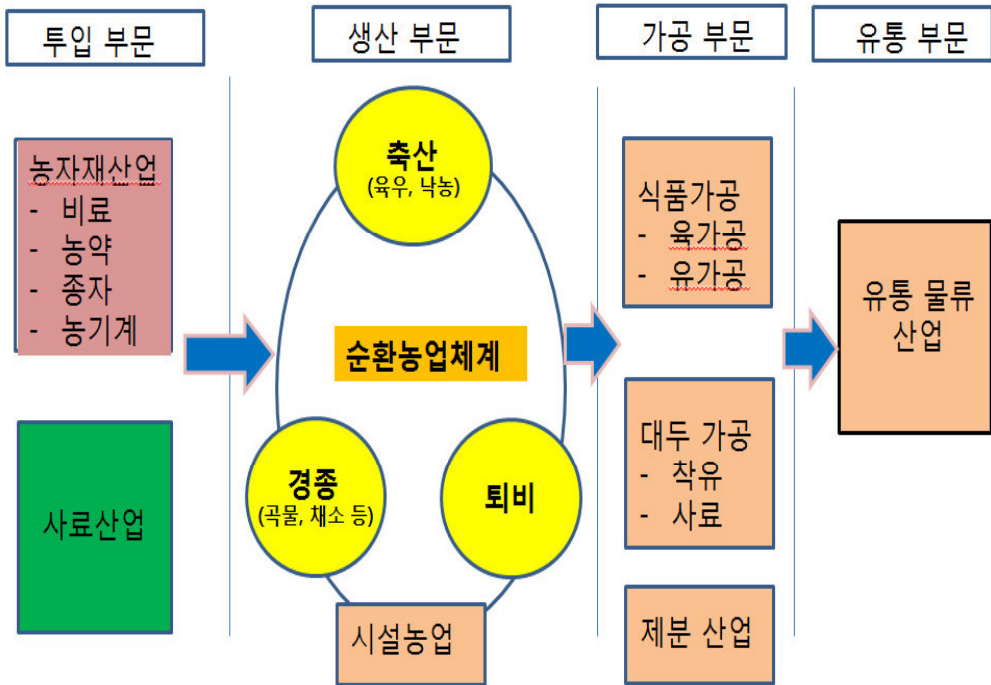 투입 부문
생산 부문
가공 부문
유통 부문
농자재산업
- 비료
- 농약
- 종자
- 농기계
사료산업
축산
(육우, 낙농)
순환농업체계
경종
(곡물, 채소 등)
퇴비
시설농업
식품가공
- 육가공
- 유가공
대두 가공
- 착유
- 사료
제분 산업
유통 물류
산업